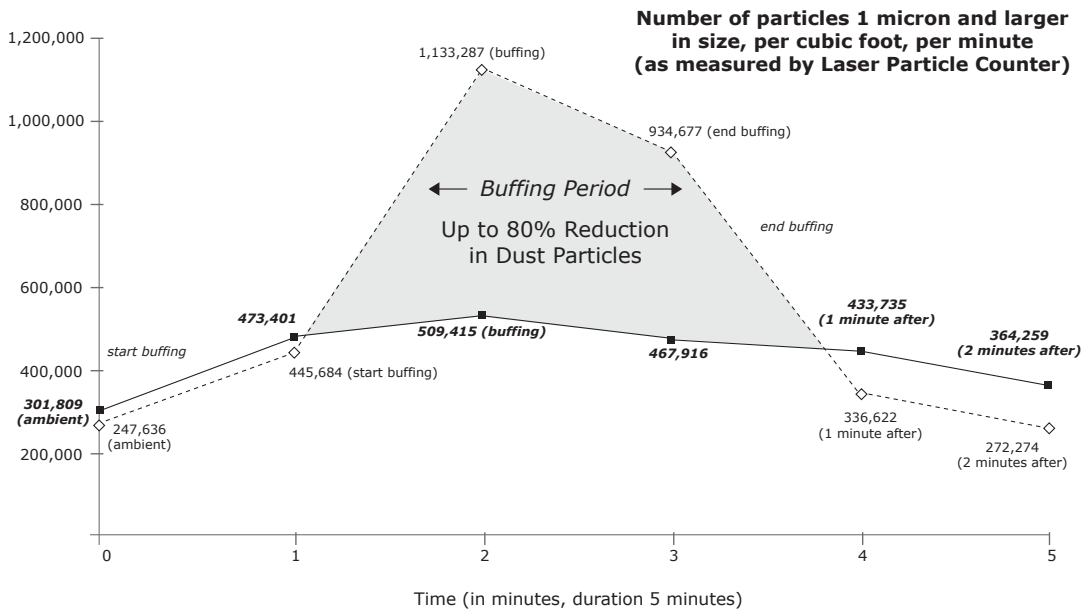 Number of particles 1 micron and larger
in size, per cubic foot, per minute
(as measured by Laser Particle Counter)
1,200,000
1,000,000
800,000
600,000
400,000
200,000
1,133,287 (buffing)
934,677 (end buffing)
Buffing Period
Up to 80% Reduction
in Dust Particles
end buffing
473,401
509,415 (buffing)
467,916
433,735
(1 minute after)
364,259
(2 minutes after)
start buffing
445,684 (start buffing)
301,809
(ambient)
247,636
(ambient)
336,622
(1 minute after)
272,274
(2 minutes after)
0
1
2
3
4
5
Time (in minutes, duration 5 minutes)